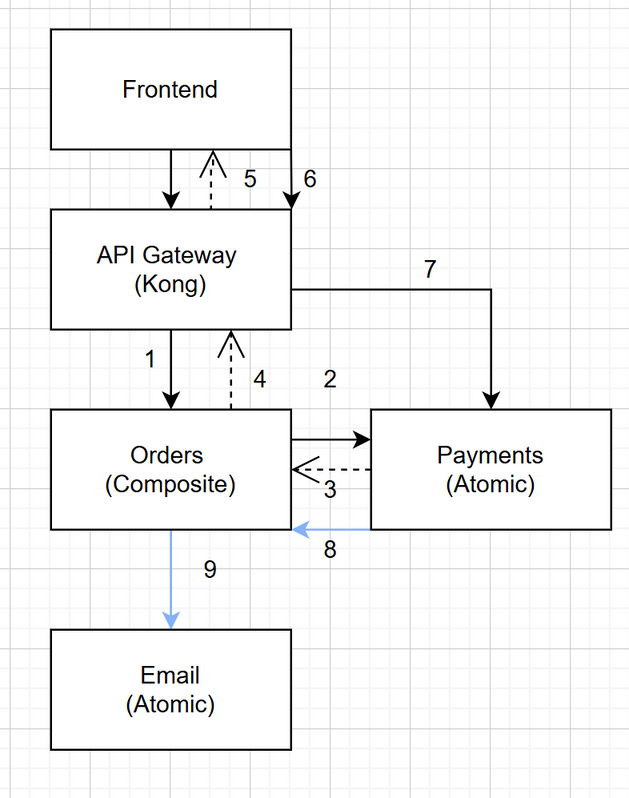 Frontend
5
6
API Gateway
(Kong)
7
1
4
2
Orders
(Composite)
Payments
(Atomic)
3
8
9
Email
(Atomic)